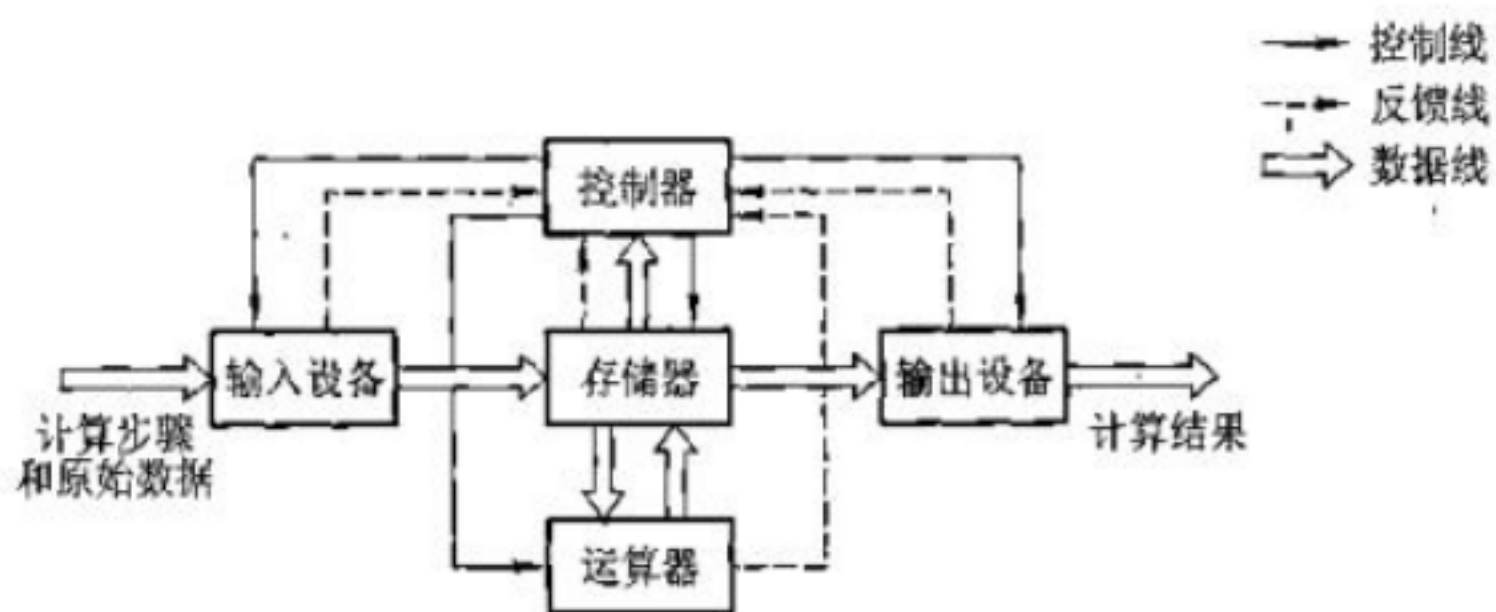 控制线
反馈线
数据线
控制器
输入设备
存储器
输出设备
计算步骤
和原始数据
计算结果
运算器